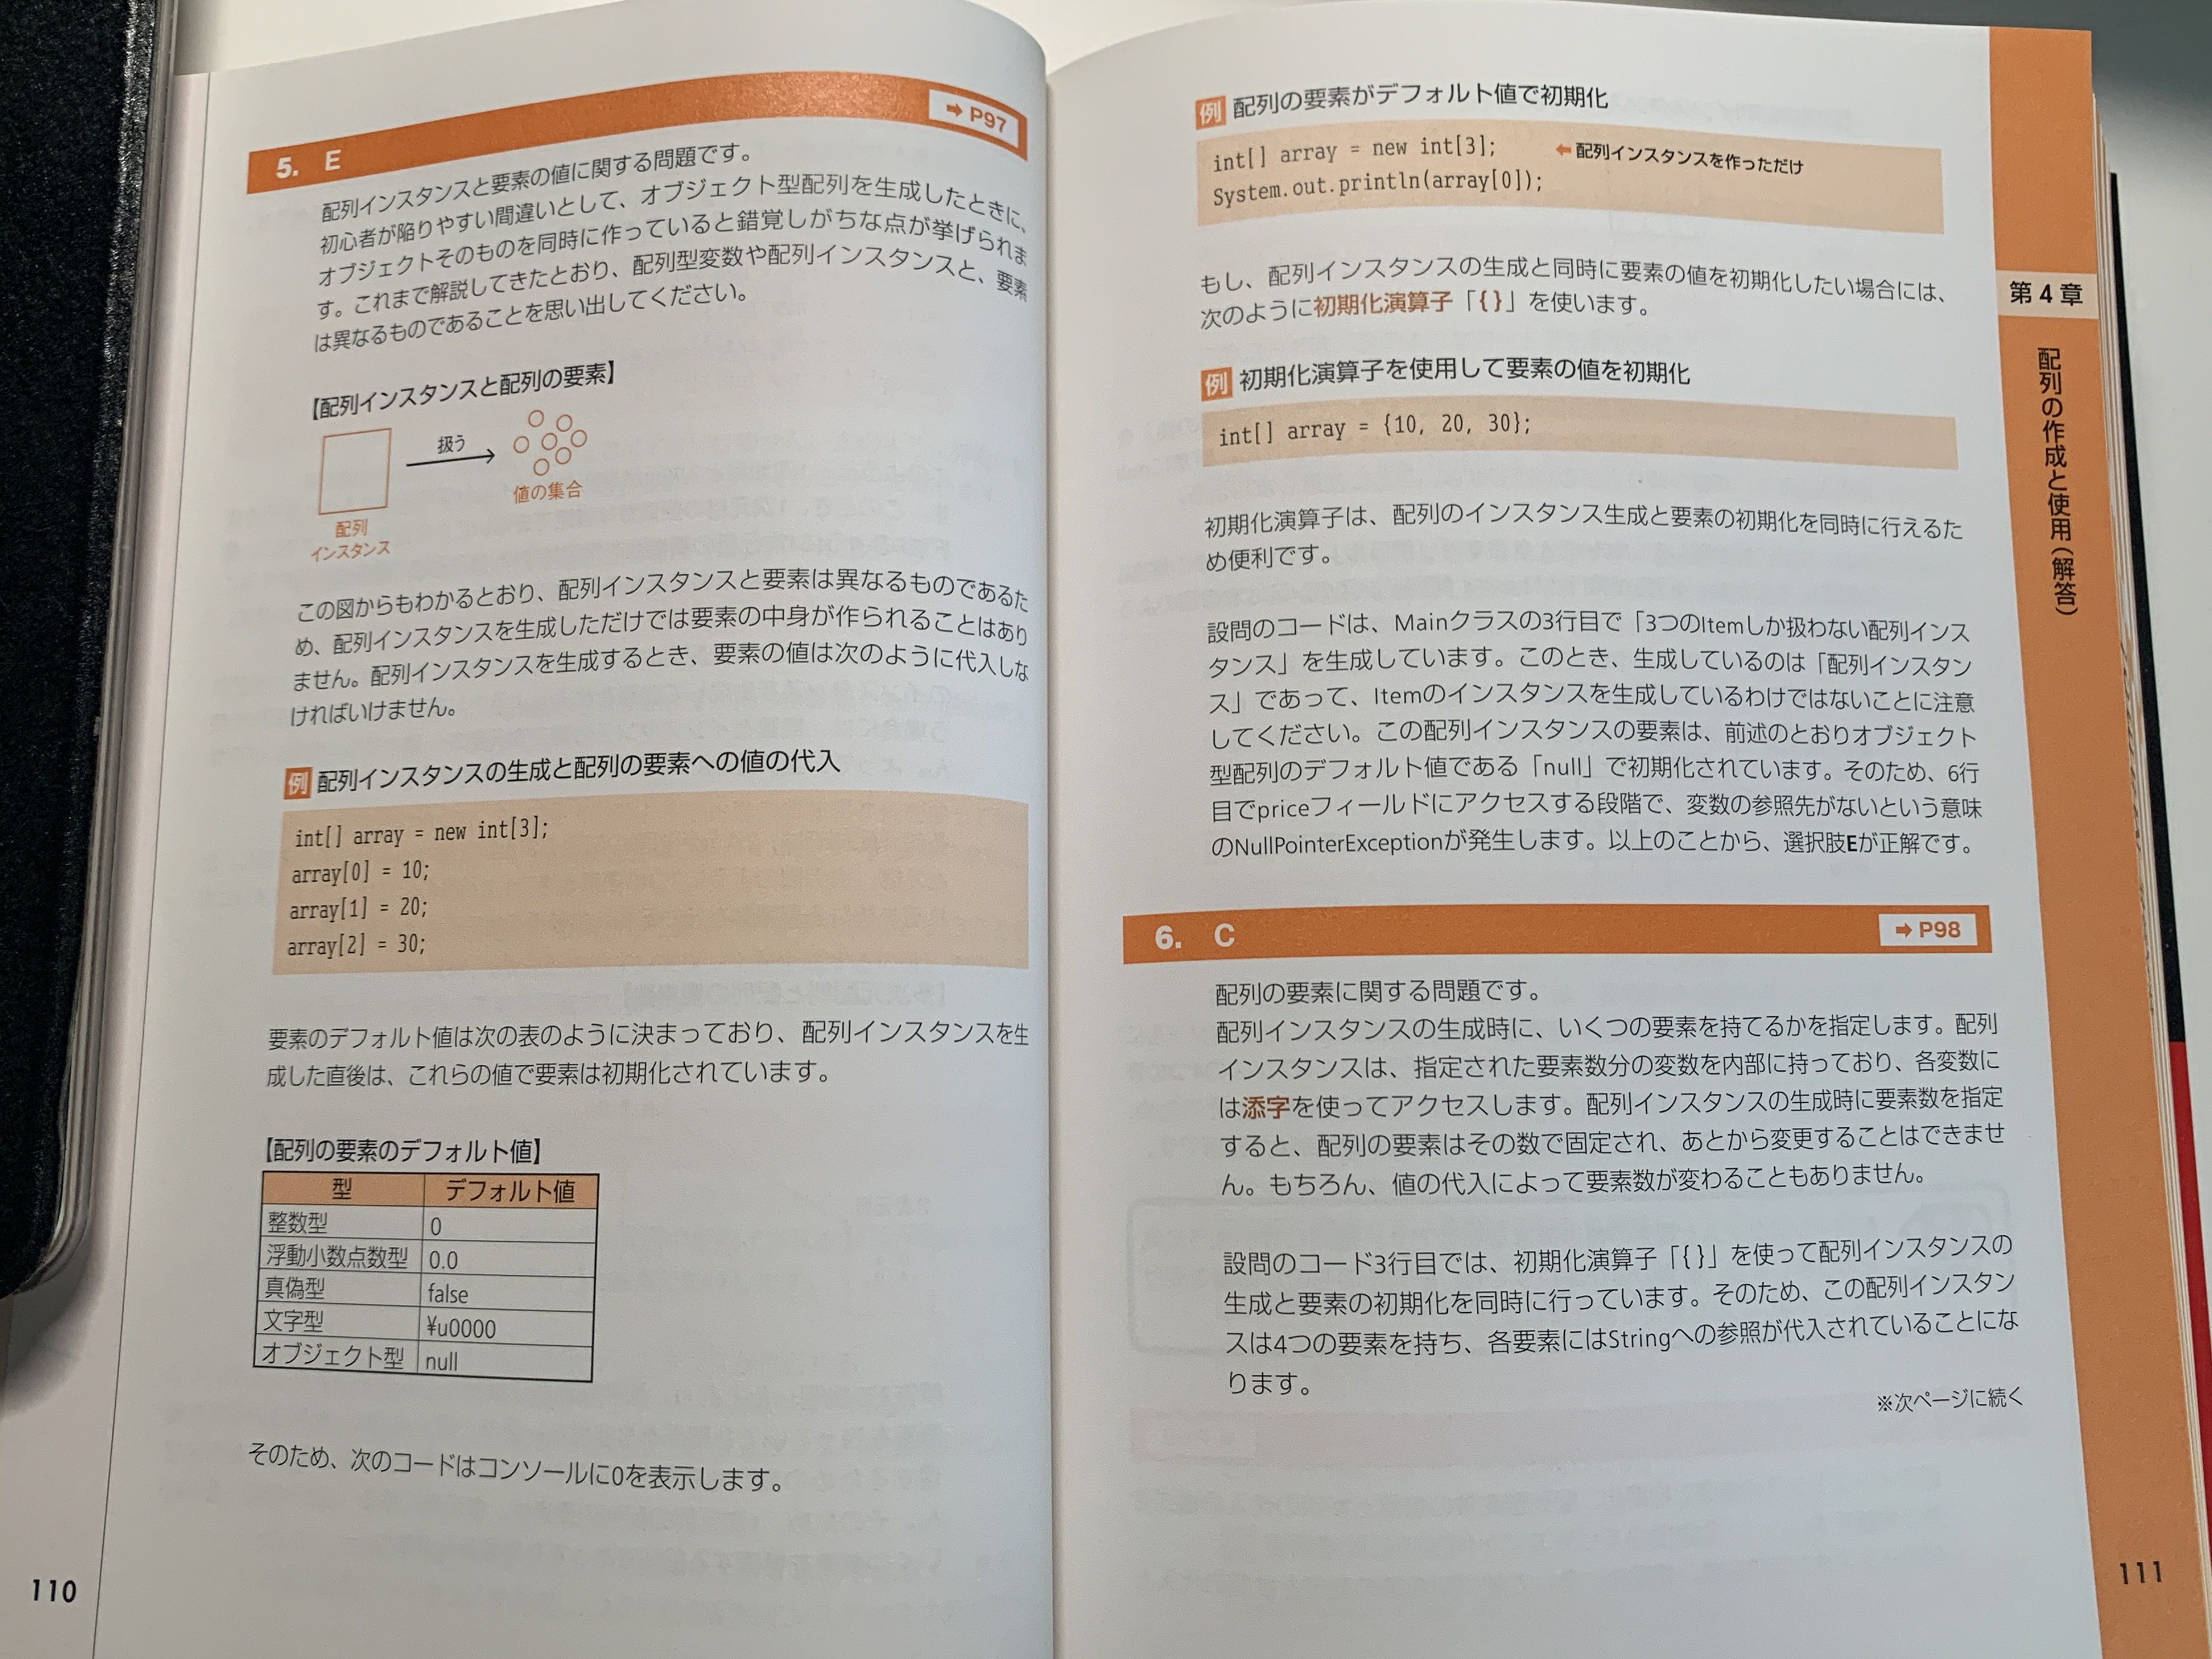 5. E
➡ P97
配列インスタンスと要素の値に関する問題です。
初心者が陥りやすい間違いとして、オブジェクト型配列を生成したときに、
オブジェクトそのものを同時に作っていると錯覚しがちな点が挙げられま
す。これまで解説してきたとおり、配列型変数や配列インスタンスと、要素
は異なるものであることを思い出してください。
【配列インスタンスと配列の要素】
扱う
値の集合
配列
インスタンス
この図からもわかるとおり、配列インスタンスと要素は異なるものであるた
め、配列インスタンスを生成しただけでは要素の中身が作られることはあり
ません。配列インスタンスを生成するとき、要素の値は次のように代入しな
ければいけません。
例 配列インスタンスの生成と配列の要素への値の代入
int[] array = new int[3];
array[0] = 10;
array[1] = 20;
array[2] = 30;
要素のデフォルト値は次の表のように決まっており、配列インスタンスを生
成した直後は、これらの値で要素は初期化されています。
【配列の要素のデフォルト値】
型 デフォルト値
整数型 0
浮動小数点数型 0.0
真偽型 false
文字型 ¥u0000
オブジェクト型 null
そのため、次のコードはコンソールに0を表示します。
110
例 配列の要素がデフォルト値で初期化
int[] array = new int[3]; ⬅ 配列インスタンスを作っただけ
System.out.println(array[0]);
もし、配列インスタンスの生成と同時に要素の値を初期化したい場合には、
次のように初期化演算子「{ }」を使います。
例 初期化演算子を使用して要素の値を初期化
int[] array = {10, 20, 30};
初期化演算子は、配列のインスタンス生成と要素の初期化を同時に行えるた
め便利です。
設問のコードは、Mainクラスの3行目で「3つのItemしか扱わない配列インス
タンス」を生成しています。このとき、生成しているのは「配列インスタン
ス」であって、Itemのインスタンスを生成しているわけではないことに注意
してください。この配列インスタンスの要素は、前述のとおりオブジェクト
型配列のデフォルト値である「null」で初期化されています。そのため、6行
目でpriceフィールドにアクセスする段階で、変数の参照先がないという意味
のNullPointerExceptionが発生します。以上のことから、選択肢Eが正解です。
6. C
➡ P98
配列の要素に関する問題です。
配列インスタンスの生成時に、いくつの要素を持てるかを指定します。配列
インスタンスは、指定された要素数分の変数を内部に持っており、各変数に
は添字を使ってアクセスします。配列インスタンスの生成時に要素数を指定
すると、配列の要素はその数で固定され、あとから変更することはできませ
ん。もちろん、値の代入によって要素数が変わることもありません。
設問のコード3行目では、初期化演算子「{ }」を使って配列インスタンスの
生成と要素の初期化を同時に行っています。そのため、この配列インスタン
スは4つの要素を持ち、各要素にはStringへの参照が代入されていることにな
ります。
※次ページに続く
第4章
配列の作成と使用（解答）
111